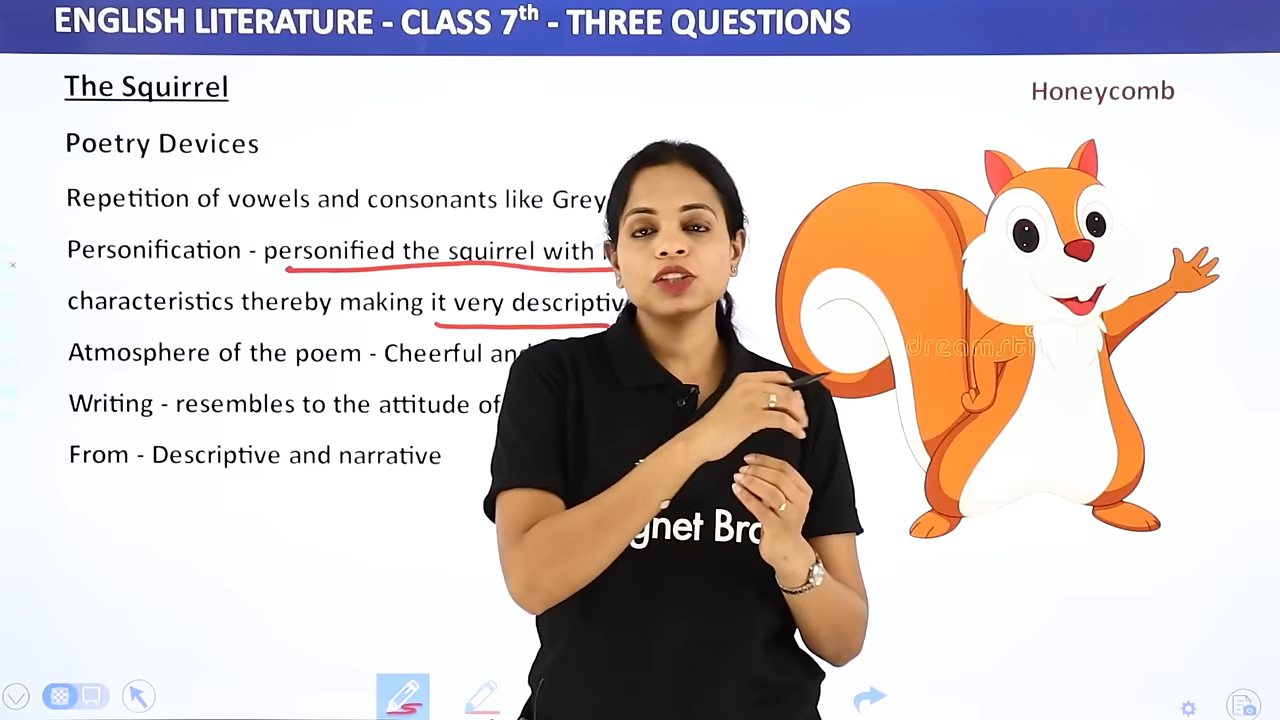 ENGLISH LITERATURE - CLASS 7th - THREE QUESTIONS
The Squirrel
Honeycomb
Poetry Devices
Repetition of vowels and consonants like Grey
Personification - personified the squirrel with
characteristics thereby making it very descriptiv
Atmosphere of the poem - Cheerful an
dreamsti
Writing - resembles to the attitude of
From - Descriptive and narrative
gnet Bra